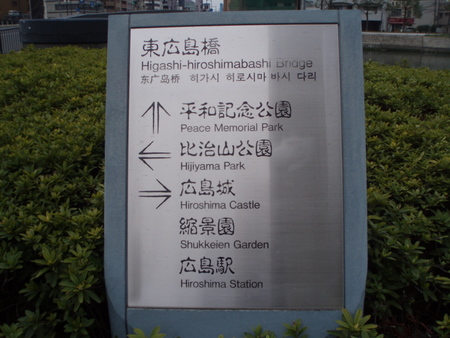 東広島橋
Higashi-hiroshimabashi Bridge
东广岛桥 히가시 히로시마 바시 다리
平和記念公園
Peace Memorial Park
比治山公園
Hijiyama Park
広島城
Hiroshima Castle
縮景園
Shukkeien Garden
広島駅
Hiroshima Station